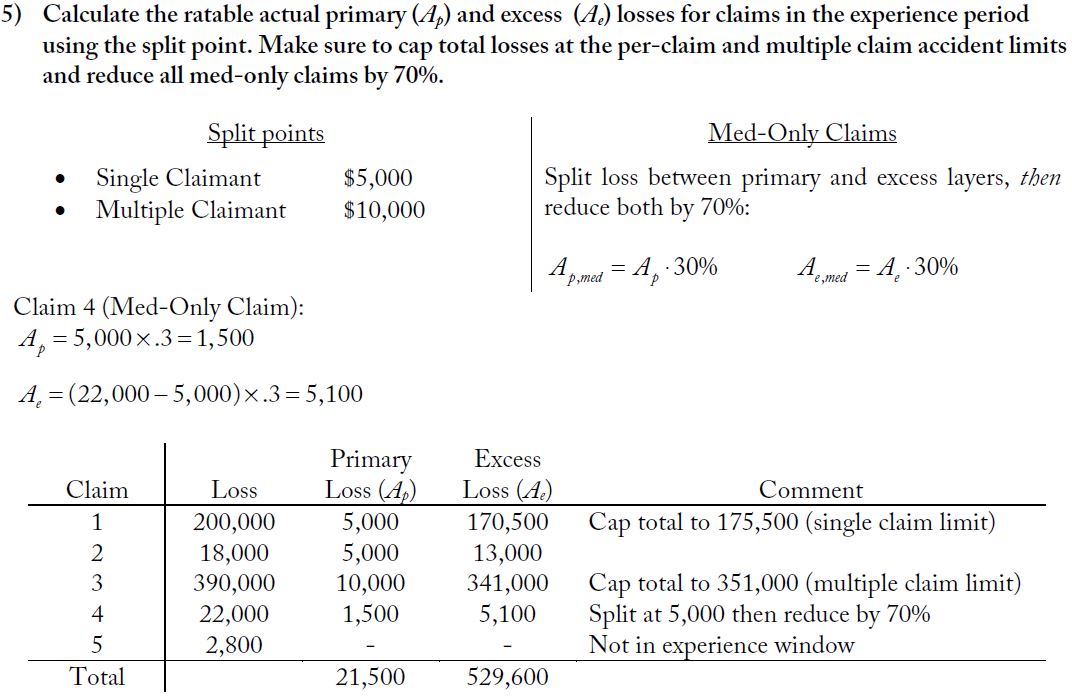 5) Calculate the ratable actual primary (Aₚ) and excess (Aₑ) losses for claims in the experience period
using the split point. Make sure to cap total losses at the per-claim and multiple claim accident limits
and reduce all med-only claims by 70%.
Split points
• Single Claimant $5,000
• Multiple Claimant $10,000
Med-Only Claims
Split loss between primary and excess layers, then
reduce both by 70%:
A_p,med = A_p · 30% A_e,med = A_e · 30%
Claim 4 (Med-Only Claim):
A_p = 5,000 × .3 = 1,500
A_e = (22,000 – 5,000) × .3 = 5,100
Primary Excess
Claim Loss Loss (Aₚ) Loss (Aₑ) Comment
1 200,000 5,000 170,500 Cap total to 175,500 (single claim limit)
2 18,000 5,000 13,000
3 390,000 10,000 341,000 Cap total to 351,000 (multiple claim limit)
4 22,000 1,500 5,100 Split at 5,000 then reduce by 70%
5 2,800 - - Not in experience window
Total 21,500 529,600